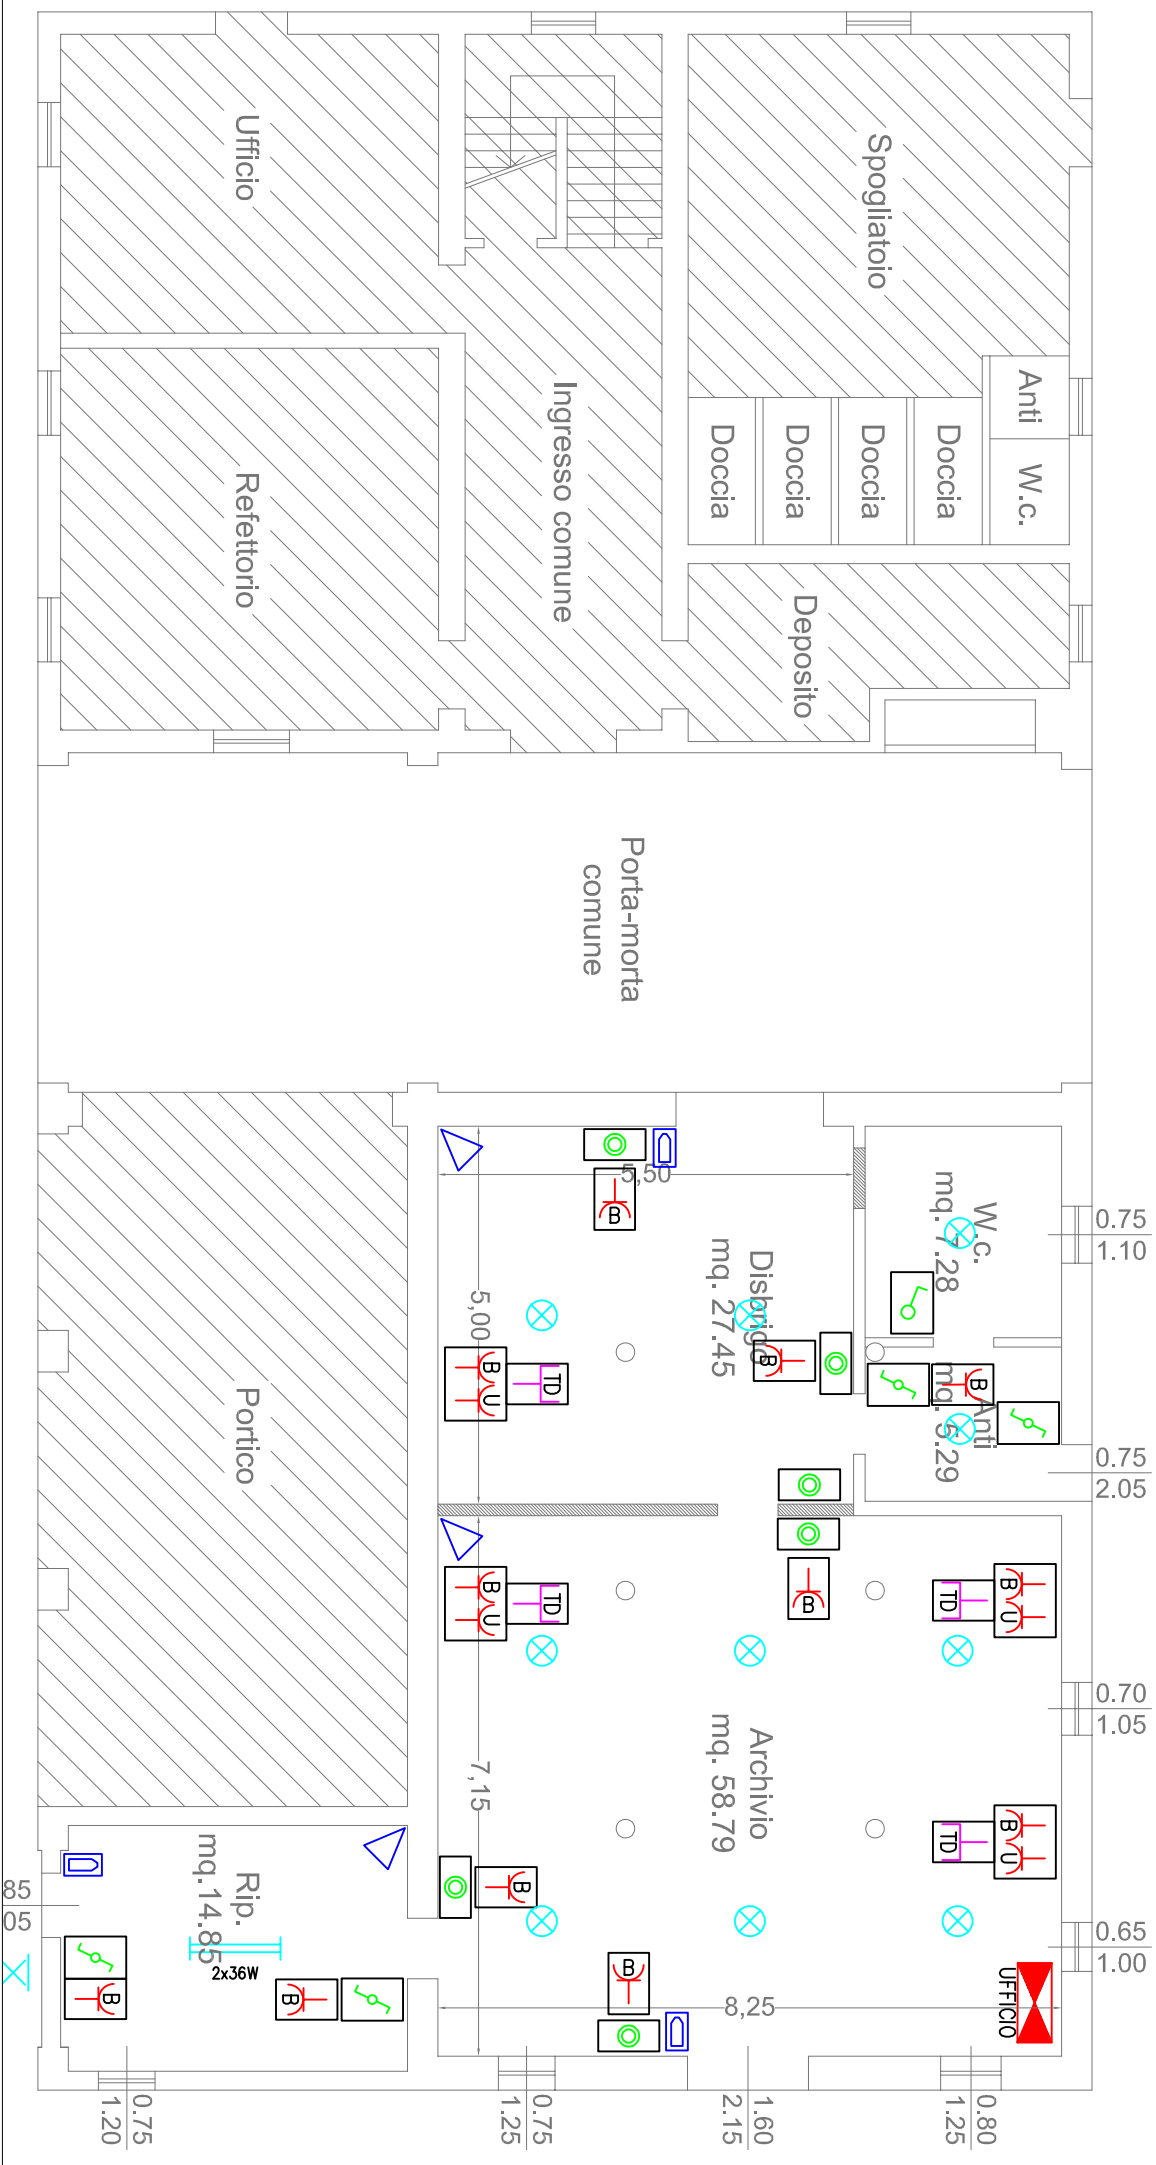 Ufficio
Spogliatoio
Anti
W.c.
Doccia
Doccia
Doccia
Doccia
Ingresso comune
Refettorio
Deposito
Porta-morta
comune
W.c.
mq. 7.28
0.75
1.10
5,50
B
Disbrigo
mq. 27.45
5,00
B
B
U
TD
B
Anti
mq. 5.29
0.75
2.05
Portico
B
B
U
TD
B
U
TD
0.70
1.05
Archivio
mq. 58.79
7,15
B
U
TD
B
Rip.
mq.14.85
2x36W
85
05
B
B
B
8,25
0.65
1.00
UFFICIO
0.75
1.20
0.75
1.25
1.60
2.15
0.80
1.25